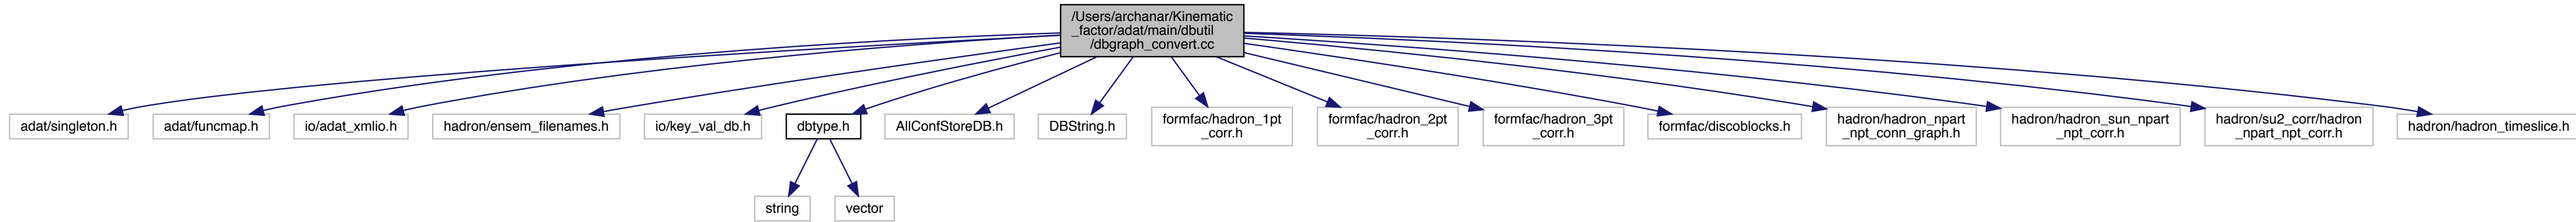 /Users/archanar/Kinematic
_factor/adat/main/dbutil
/dbgraph_convert.cc
adat/singleton.h
adat/funcmap.h
io/adat_xmlio.h
hadron/ensem_filenames.h
io/key_val_db.h
dbtype.h
AllConfStoreDB.h
DBString.h
formfac/hadron_1pt
_corr.h
formfac/hadron_2pt
_corr.h
formfac/hadron_3pt
_corr.h
formfac/discoblocks.h
hadron/hadron_npart
_npt_conn_graph.h
hadron/hadron_sun_npart
_npt_corr.h
hadron/su2_corr/hadron
_npart_npt_corr.h
hadron/hadron_timeslice.h
string
vector